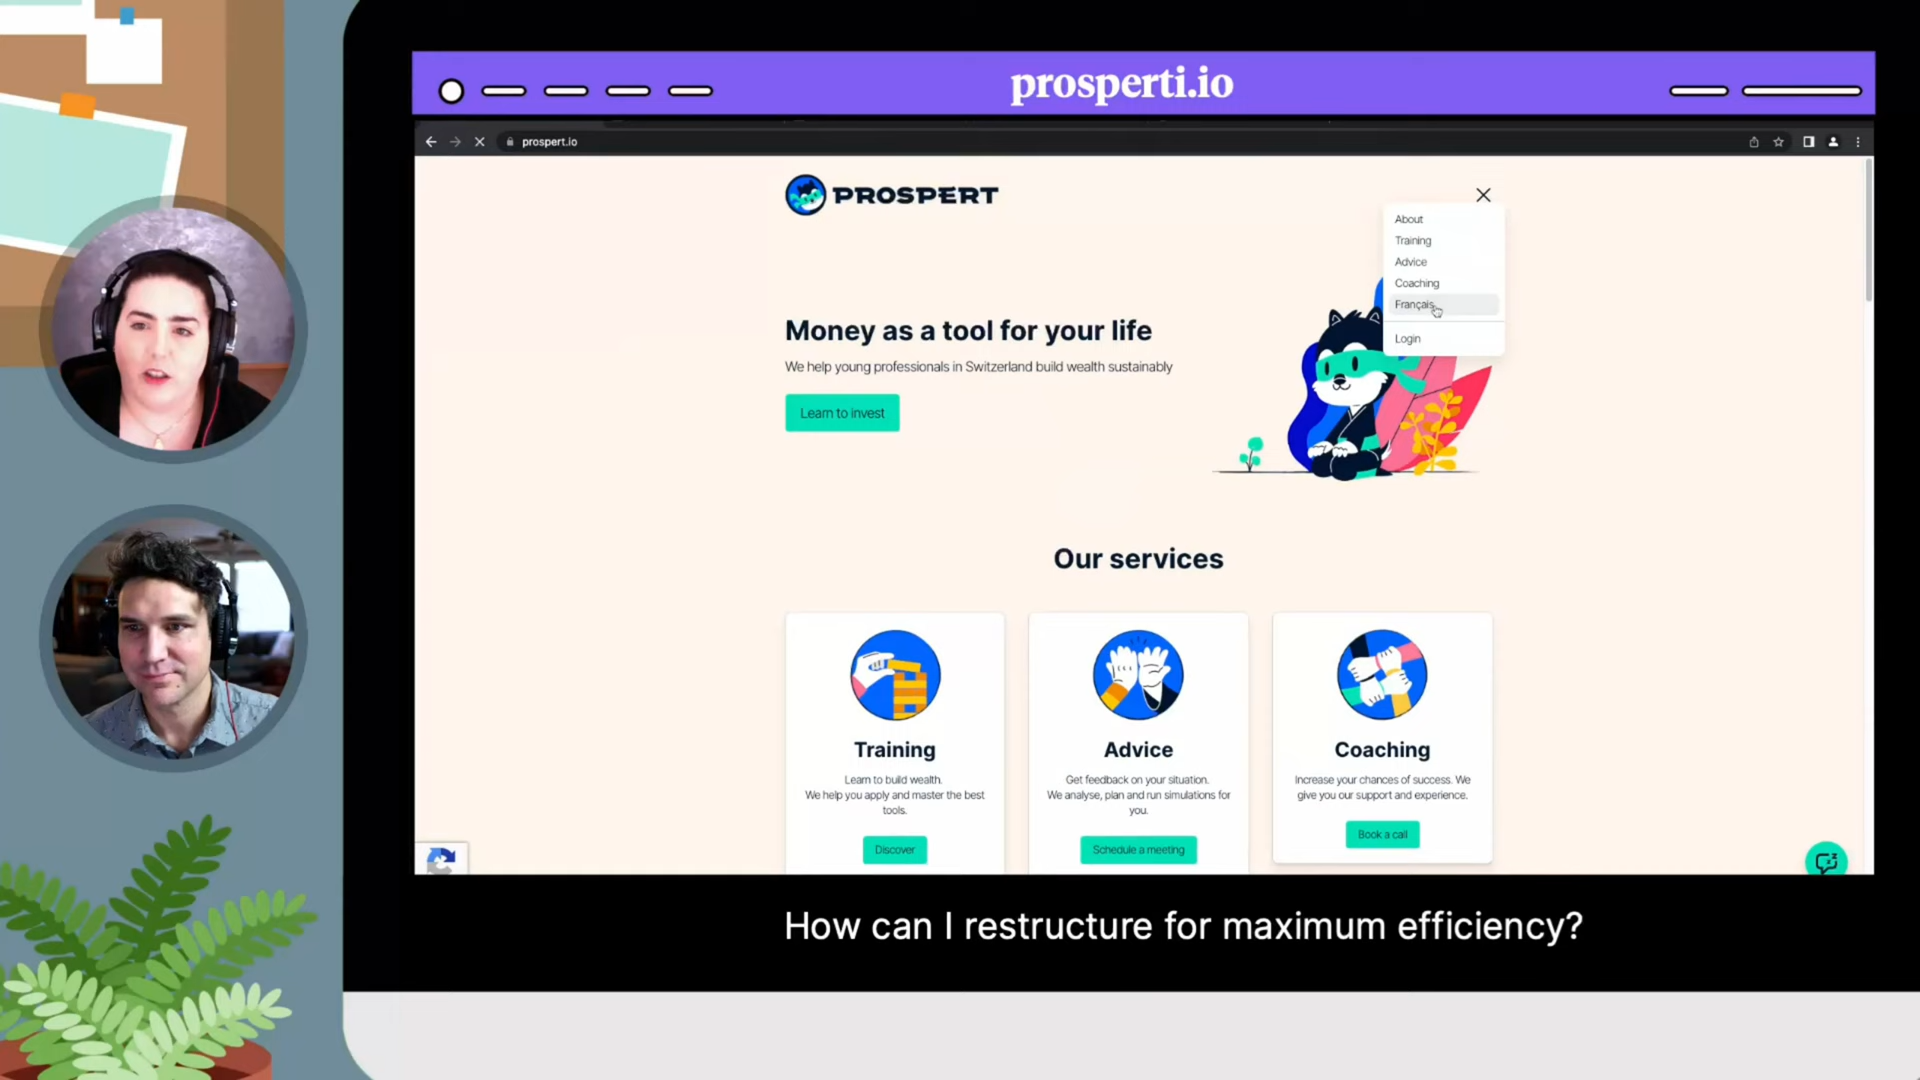 prosperti.io
prospert.io
PROSPERT
About
Training
Advice
Coaching
Français
Login
Money as a tool for your life
We help young professionals in Switzerland build wealth sustainably
Learn to invest
Our services
Training
Learn to build wealth.
We help you apply and master the best
tools.
Discover
Advice
Get feedback on your situation.
We analyse, plan and run simulations for
you.
Schedule a meeting
Coaching
Increase your chances of success. We
give you our support and experience.
Book a call
How can I restructure for maximum efficiency?